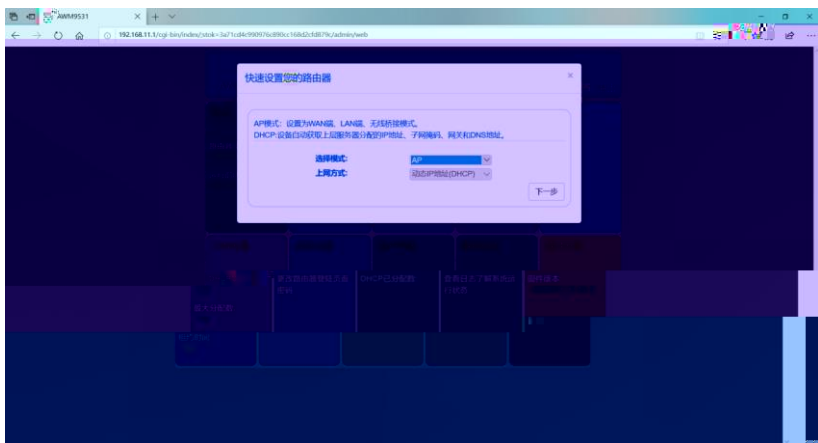 AWM9531
192.168.11.1/cgi-bin/index/;stok=3a71cd4c990976c890cc168d2cfd879c/admin/web
快速设置您的路由器
AP模式：设置为WAN端、LAN端、无线桥接模式。
DHCP:设备自动获取上层服务器分配的IP地址、子网掩码、网关和DNS地址。
选择模式:
AP
上网方式:
动态IP地址(DHCP)
下一步
DHCP已分配的